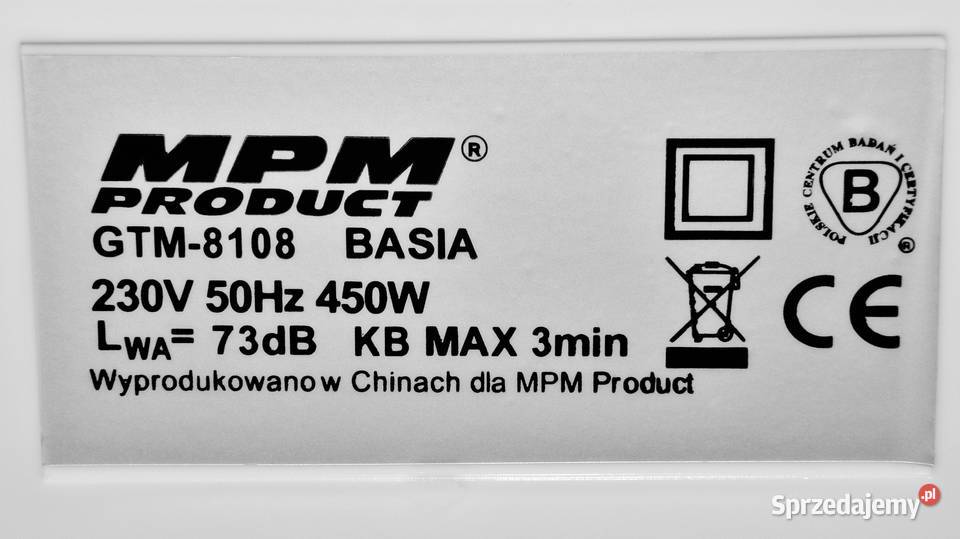 MPM®
PRODUCT
GTM-8108 BASIA
230V 50Hz 450W
LWA= 73dB KB MAX 3min
Wyprodukowano w Chinach dla MPM Product
POLSKIE CENTRUM BADAŃ I CERTYFIKACJI
B
®
CE
Sprzedajemy.pl